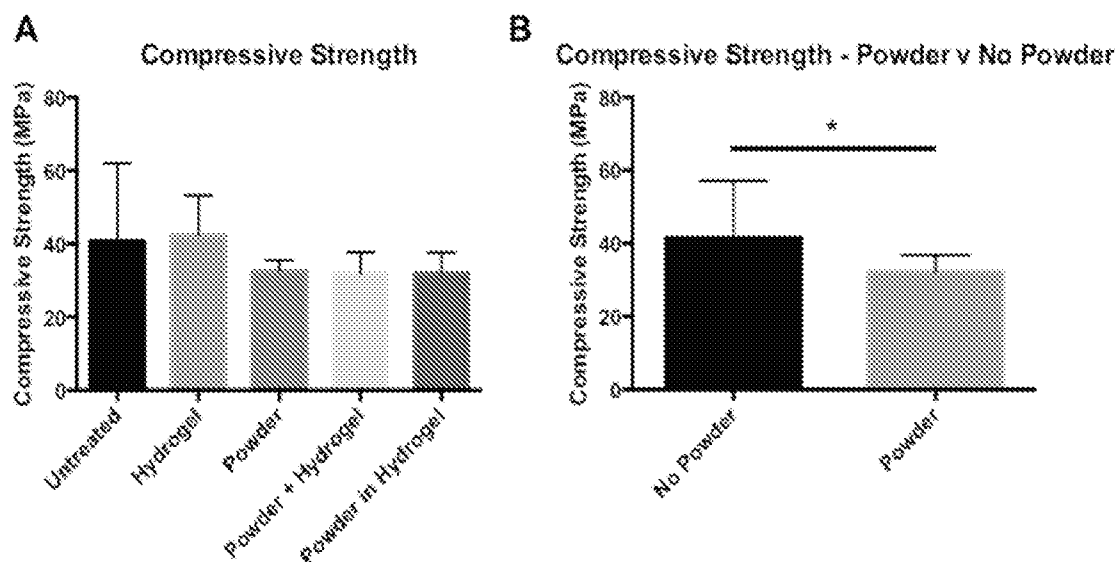 A
Compressive Strength
Compressive Strength (MPa)
80
60
40
20
0
Untreated
Hydrogel
Powder
Powder + Hydrogel
Powder in Hydrogel
B
Compressive Strength - Powder v No Powder
Compressive Strength (MPa)
80
60
40
20
0
*
No Powder
Powder